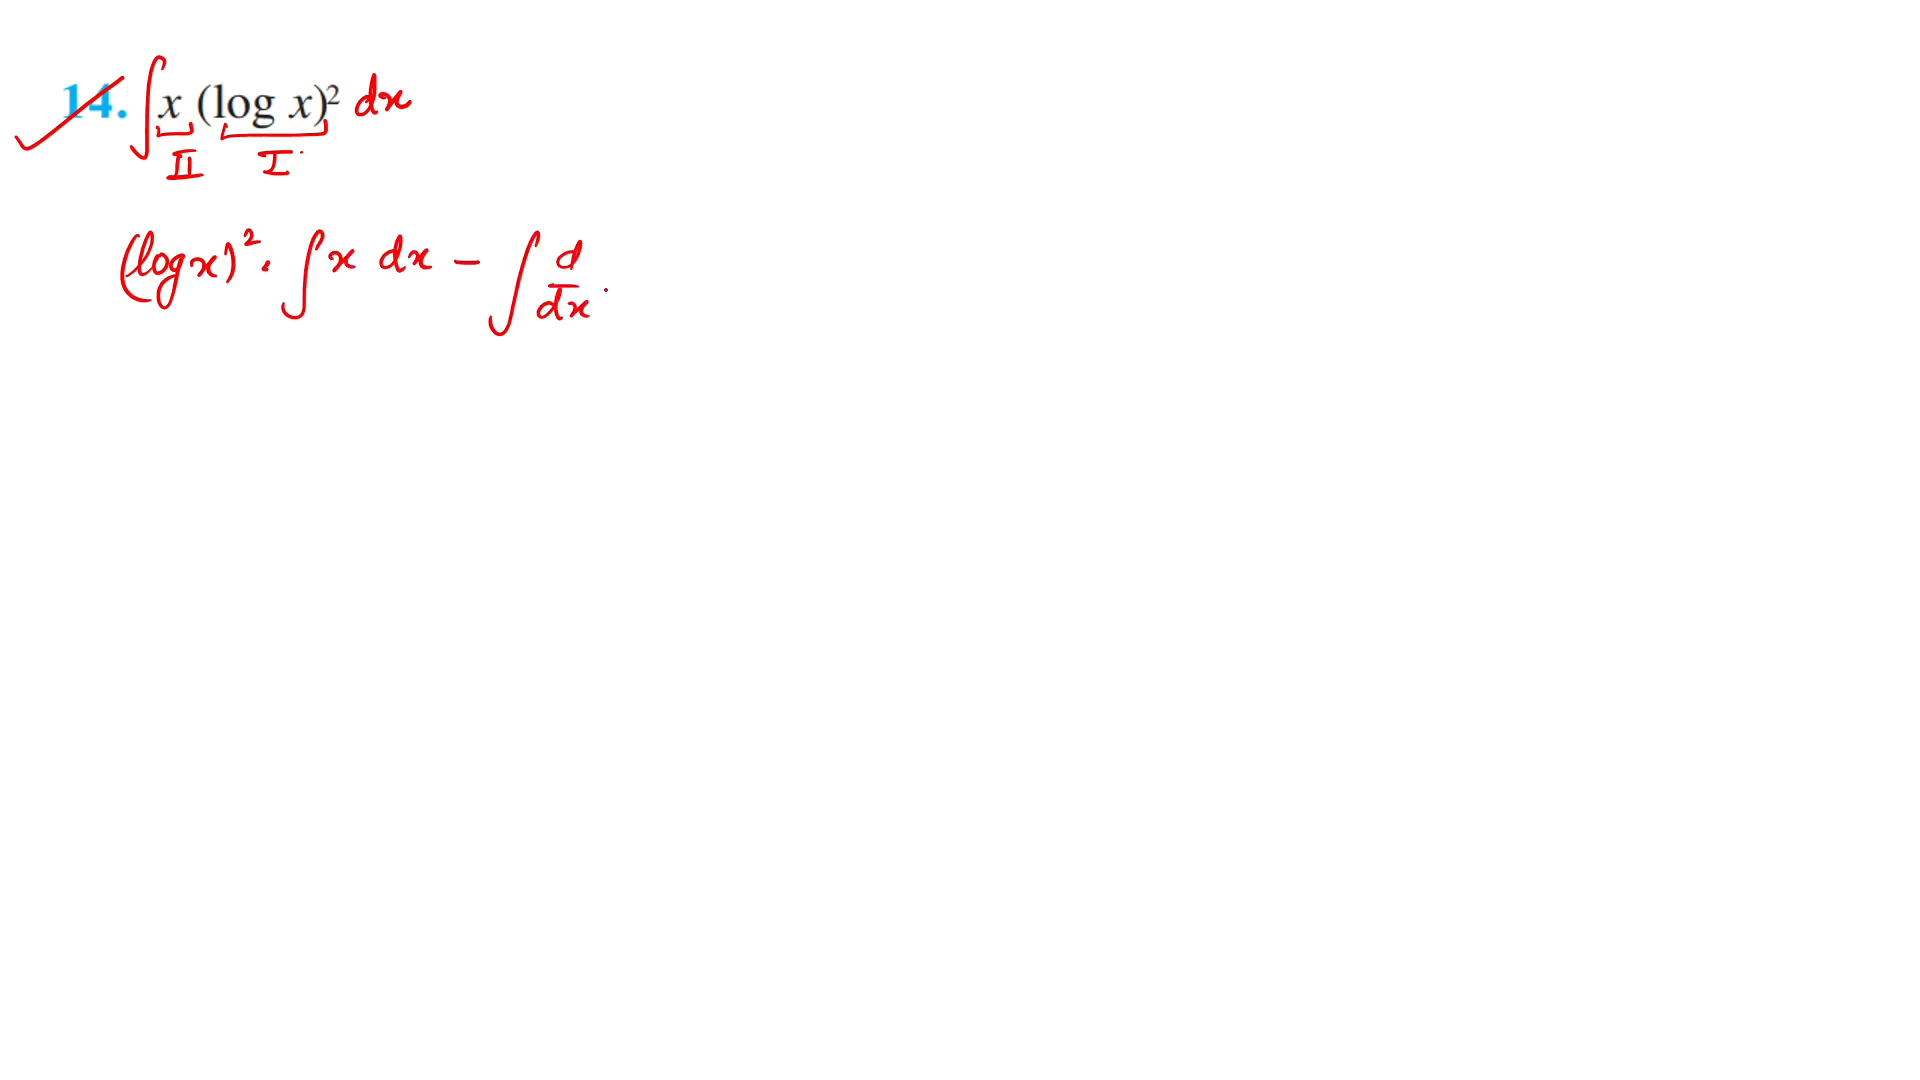 14. ∫ x (log x)² dx
II I
(log x)² · ∫ x dx − ∫ d/dx